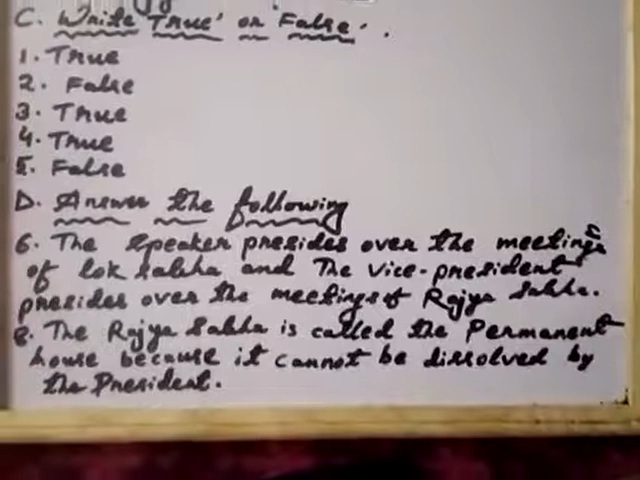 C. Write 'True' or 'False'.
1. True
2. False
3. True
4. True
5. False
D. Answer the following
6. The Speaker presides over the meetings
of lok sabha and The vice-president
presides over the meetings of Rajya Sabha.
8. The Rajya Sabha is called the Permanent
house because it cannot be dissolved by
the President.